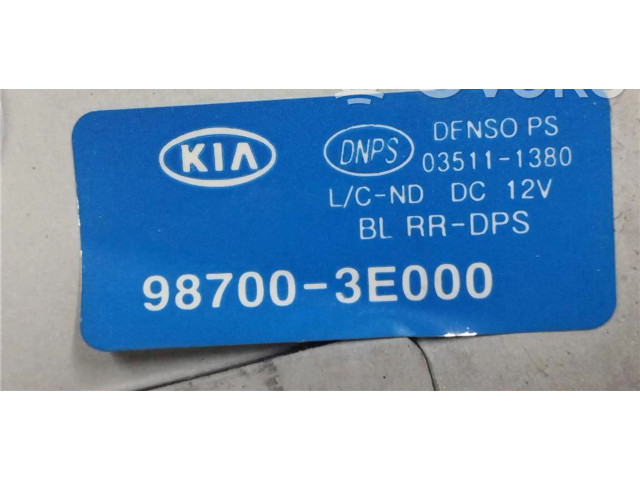 KIA
DNPS
DENSO PS
03511-1380
L/C-ND DC 12V
BL RR-DPS
98700-3E000